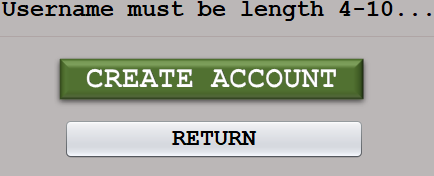 Username must be length 4-10...
CREATE ACCOUNT
RETURN